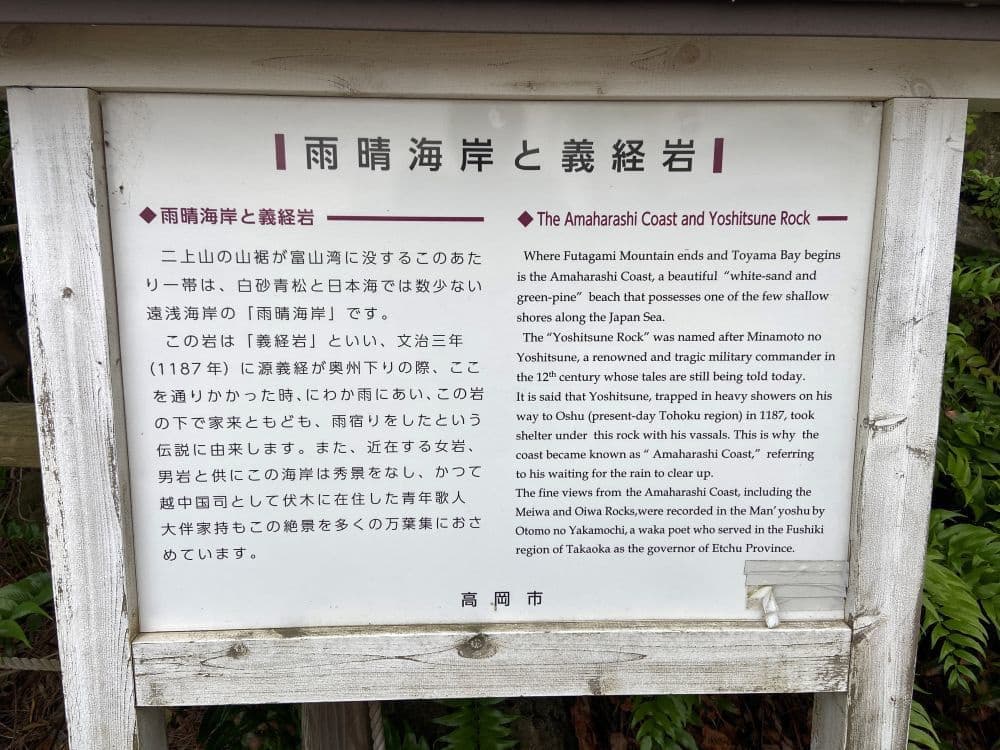 雨晴海岸と義経岩
◆雨晴海岸と義経岩
二上山の山裾が富山湾に没するこのあた
り一帯は、白砂青松と日本海では数少ない
遠浅海岸の「雨晴海岸」です。
この岩は「義経岩」といい、文治三年
(1187年)に源義経が奥州下りの際、ここ
を通りかかった時、にわか雨にあい、この岩
の下で家来ともども、雨宿りをしたという
伝説に由来します。また、近在する女岩、
男岩と供にこの海岸は秀景をなし、かつて
越中国司として伏木に在住した青年歌人
大伴家持もこの絶景を多くの万葉集におさ
めています。
◆The Amaharashi Coast and Yoshitsune Rock
Where Futagami Mountain ends and Toyama Bay begins
is the Amaharashi Coast, a beautiful “white-sand and
green-pine” beach that possesses one of the few shallow
shores along the Japan Sea.
The “Yoshitsune Rock” was named after Minamoto no
Yoshitsune, a renowned and tragic military commander in
the 12th century whose tales are still being told today.
It is said that Yoshitsune, trapped in heavy showers on his
way to Oshu (present-day Tohoku region) in 1187, took
shelter under this rock with his vassals. This is why the
coast became known as “ Amaharashi Coast,” referring
to his waiting for the rain to clear up.
The fine views from the Amaharashi Coast, including the
Meiwa and Oiwa Rocks,were recorded in the Man’yoshu by
Otomo no Yakamochi, a waka poet who served in the Fushiki
region of Takaoka as the governor of Etchu Province.
高岡市